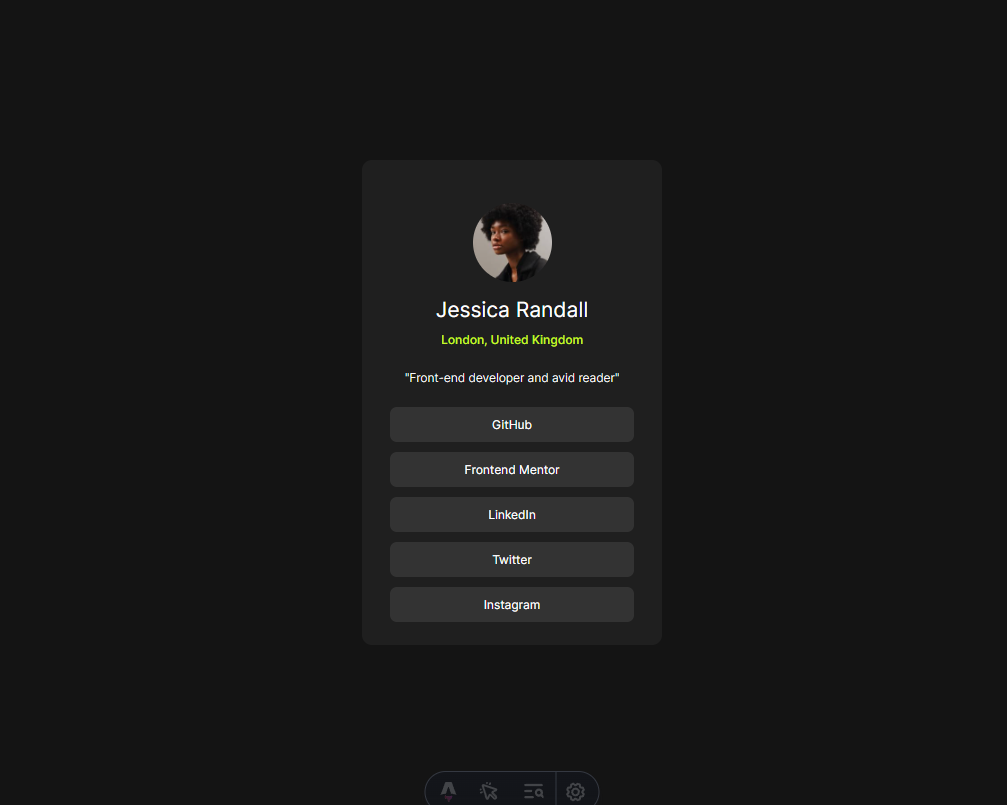 Jessica Randall
London, United Kingdom
"Front-end developer and avid reader"
GitHub
Frontend Mentor
LinkedIn
Twitter
Instagram